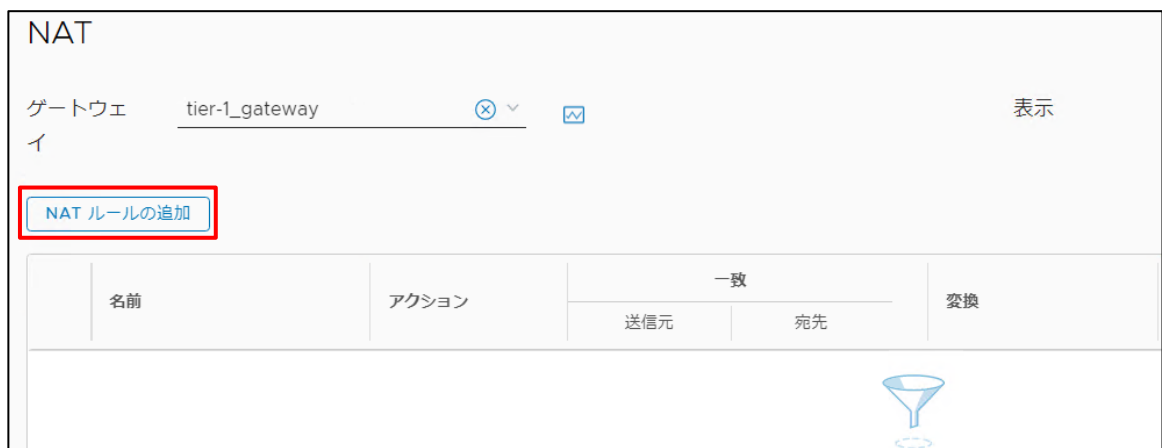 NAT
ゲートウェ
イ
tier-1_gateway
表示
NAT ルールの追加
名前
アクション
一致
変換
送信元
宛先